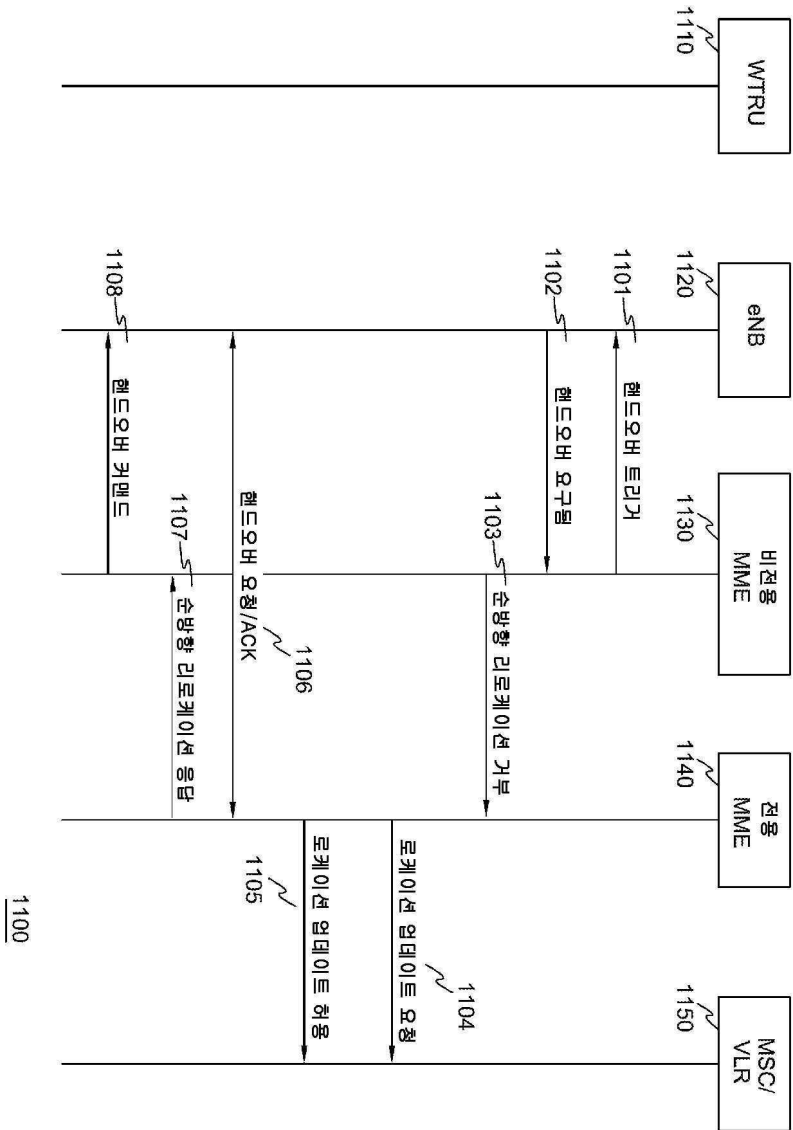 WTRU
1110
eNB
1120
비전용
MME
1130
전용
MME
1140
MSC/
VLR
1150
1101
핸드오버 트리거
1102
핸드오버 요구됨
1103
순방향 리로케이션 거부
로케이션 업데이트 요청
1104
로케이션 업데이트 허용
1105
핸드오버 요청/ACK
1106
1107
순방향 리로케이션 응답
1108
핸드오버 커맨드
1100